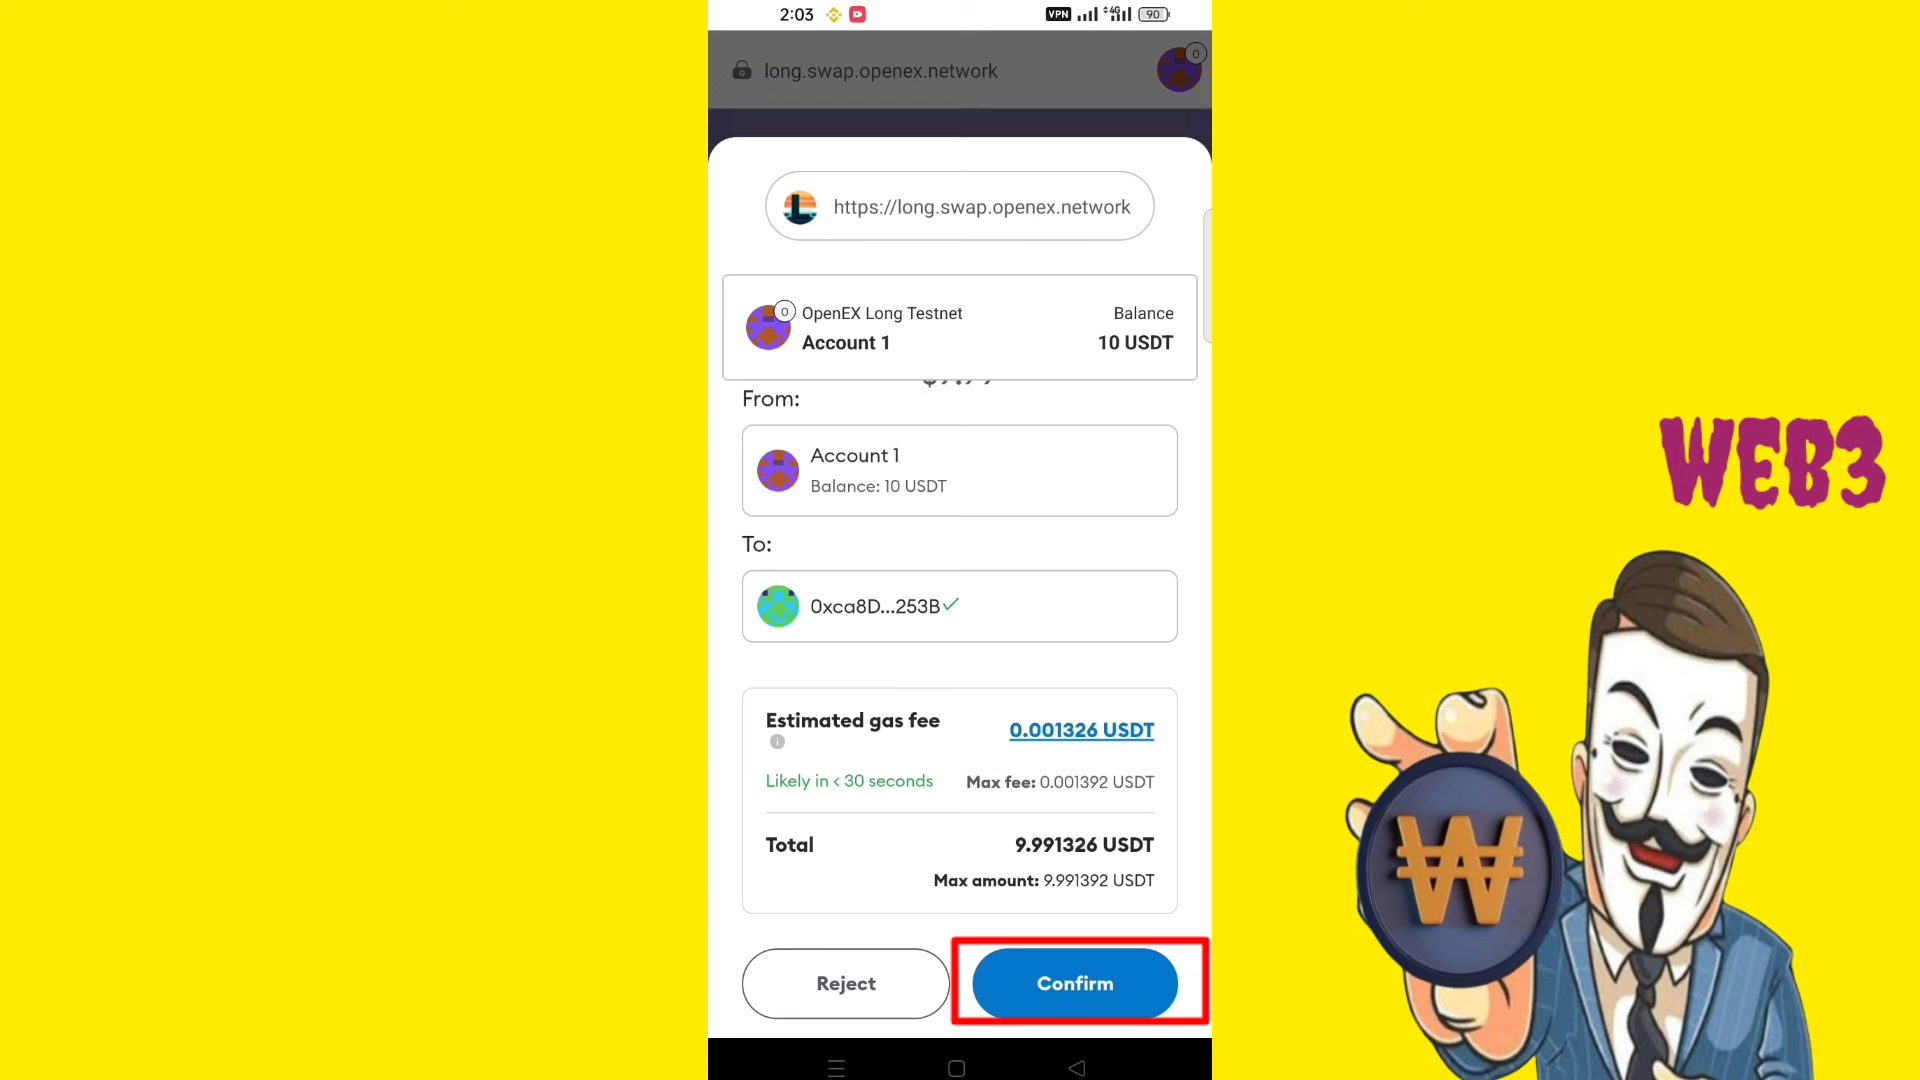 2:03
VPN 4G 90
long.swap.openex.network
0
https://long.swap.openex.network
0
OpenEX Long Testnet
Balance
Account 1
10 USDT
From:
Account 1
Balance: 10 USDT
To:
0xca8D...253B
Estimated gas fee
0.001326 USDT
Likely in < 30 seconds
Max fee: 0.001392 USDT
Total
9.991326 USDT
Max amount: 9.991392 USDT
Reject
Confirm
WEB3